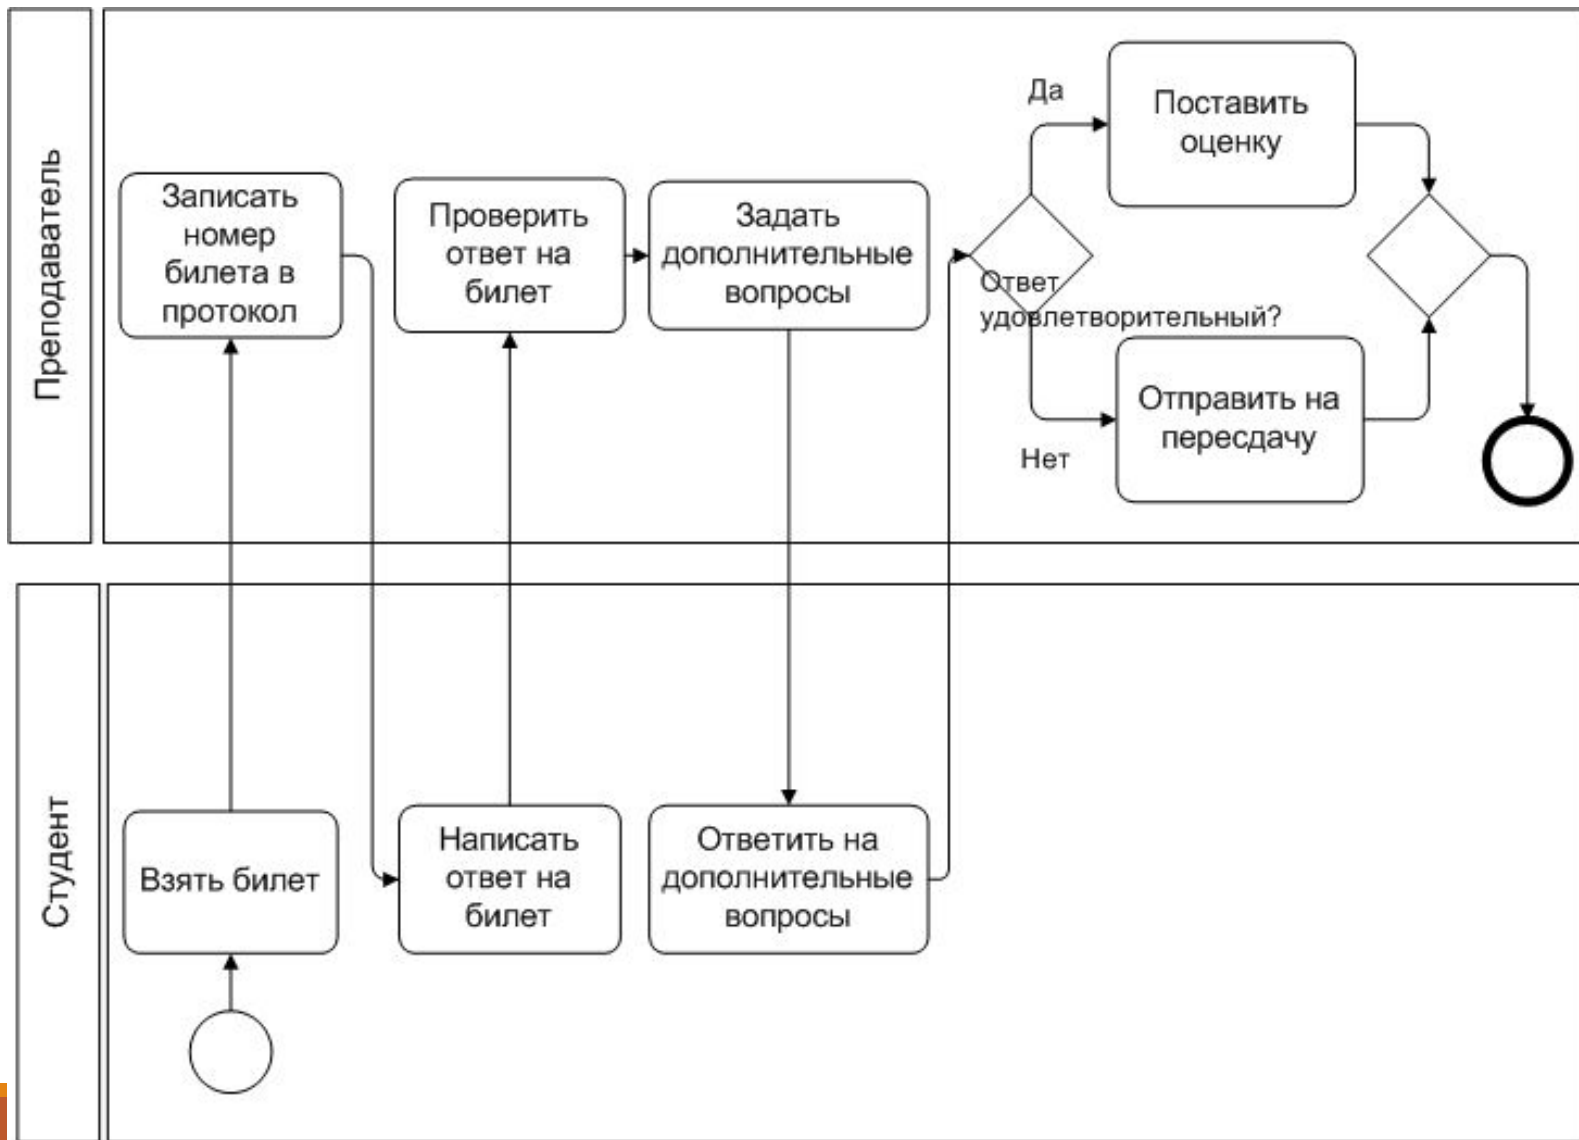 Преподаватель
Записать
номер
билета в
протокол
Проверить
ответ на
билет
Задать
дополнительные
вопросы
Да
Ответ
удовлетворительный?
Нет
Поставить
оценку
Отправить на
пересдачу
Студент
Взять билет
Написать
ответ на
билет
Ответить на
дополнительные
вопросы